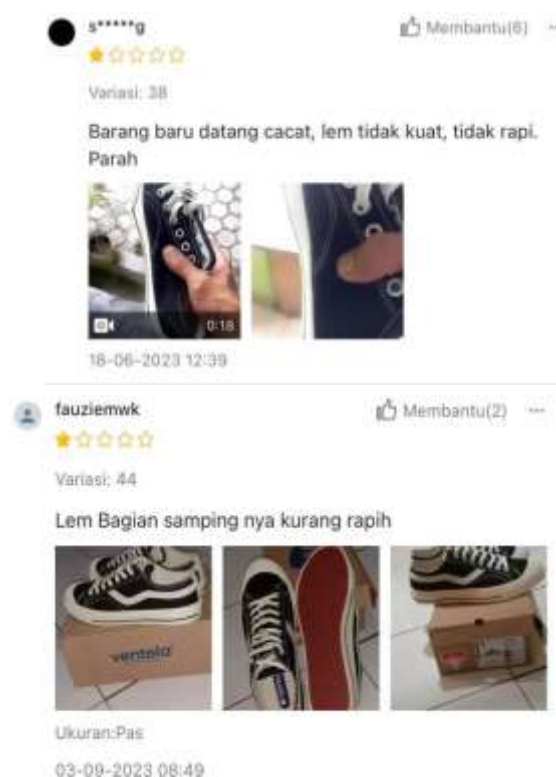 s*****g
Membantu(6)
Variasi: 38
Barang baru datang cacat, lem tidak kuat, tidak rapi.
Parah
0:18
18-06-2023 12:39
fauziemwk
Membantu(2)
Variasi: 44
Lem Bagian samping nya kurang rapih
ventela
Ukuran:Pas
03-09-2023 08:49